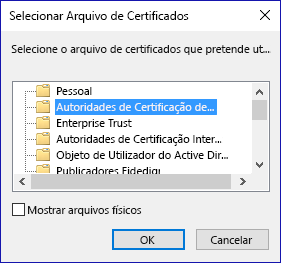 Selecionar Arquivo de Certificados
Selecione o arquivo de certificados que pretende ut...
Pessoal
Autoridades de Certificação de...
Enterprise Trust
Autoridades de Certificação Inter...
Objeto de Utilizador do Active Dir...
Publicadores
Mostrar arquivos físicos
OK
Cancelar